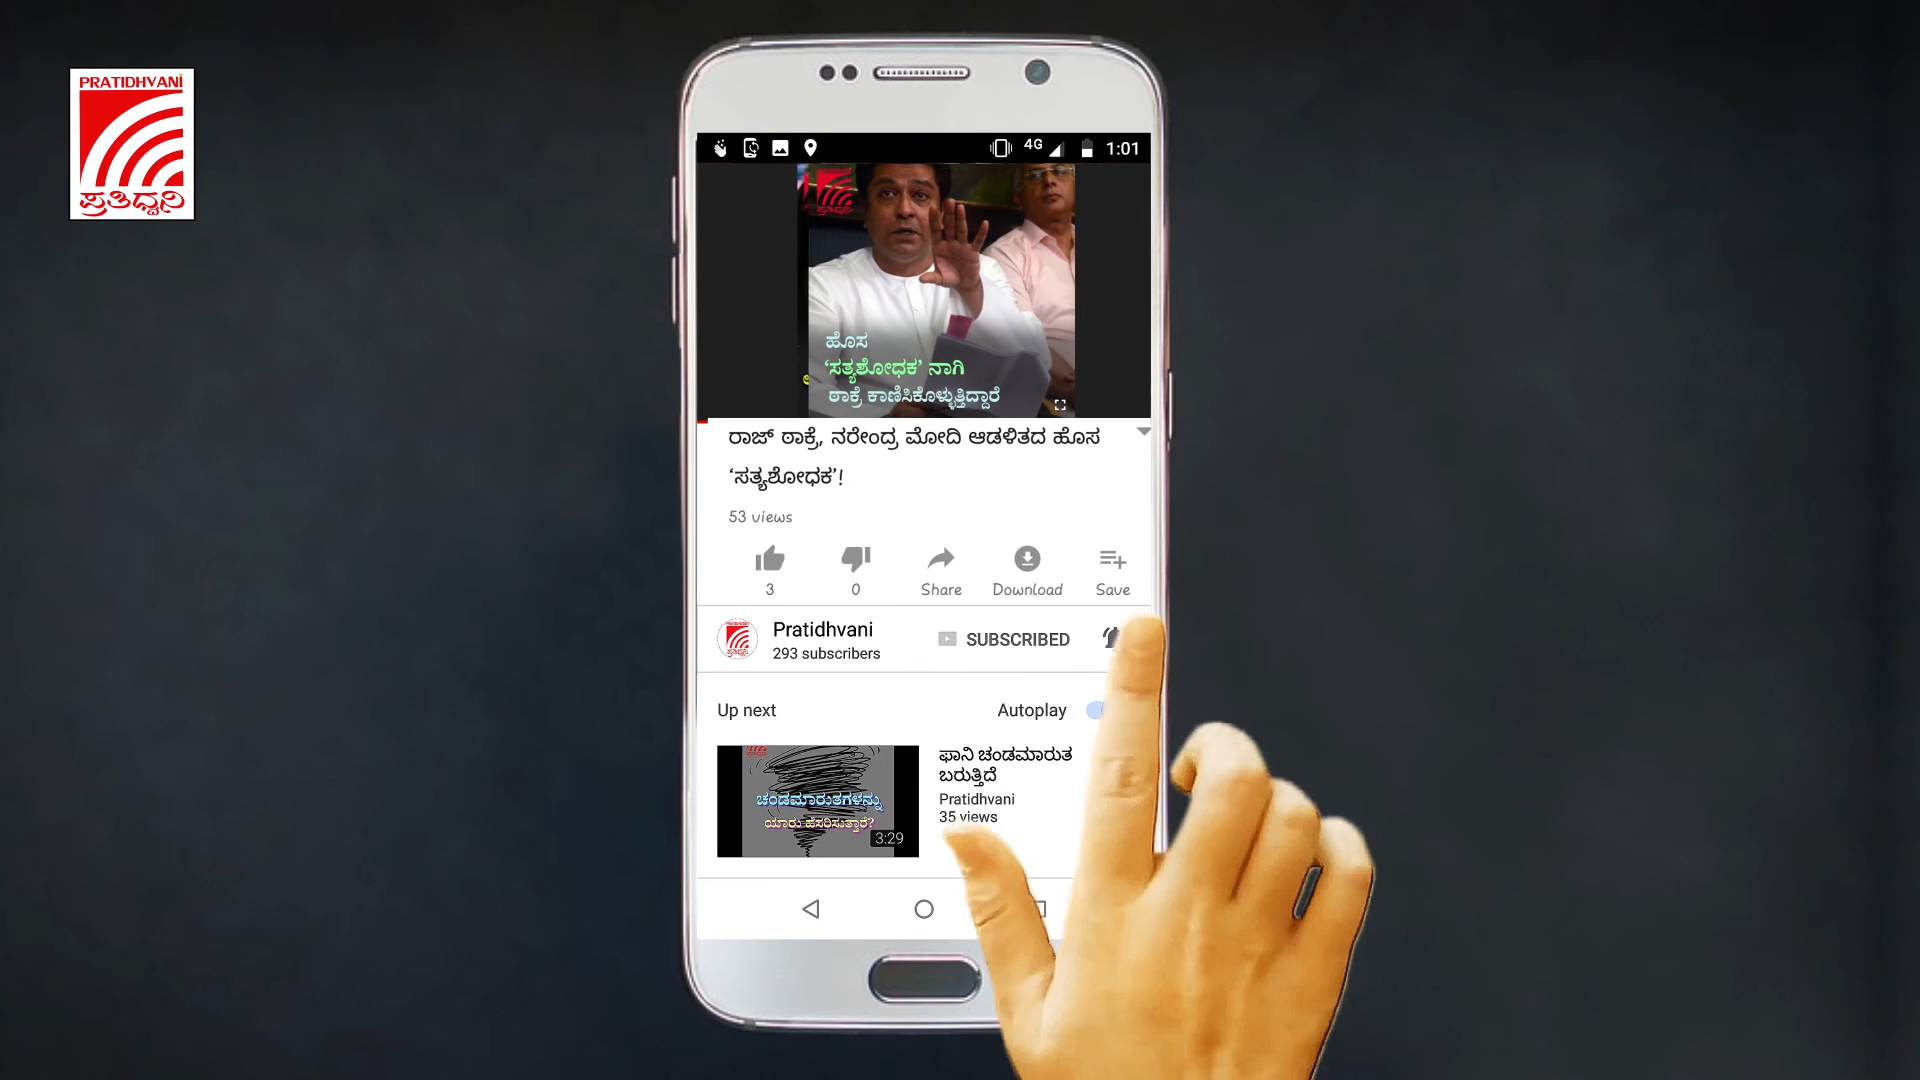 PRATIDHVANI
ಪ್ರತಿಧ್ವನಿ
4G 1:01
ಹೊಸ
‘ಸತ್ಯಶೋಧಕ’ ನಾಗಿ
ಠಾಕ್ರೆ ಕಾಣಿಸಿಕೊಳ್ಳುತ್ತಿದ್ದಾರೆ
ರಾಜ್ ಠಾಕ್ರೆ, ನರೇಂದ್ರ ಮೋದಿ ಆಡಳಿತದ ಹೊಸ
‘ಸತ್ಯಶೋಧಕ’!
53 views
3 0 Share Download Save
Pratidhvani
293 subscribers
SUBSCRIBED
Up next Autoplay
ಚಂಡಮಾರುತಗಳನ್ನು
ಯಾರು ಹೆಸರಿಸುತ್ತಾರೆ?
3:29
ಫಾನಿ ಚಂಡಮಾರುತ
ಬರುತ್ತಿದೆ
Pratidhvani
35 views